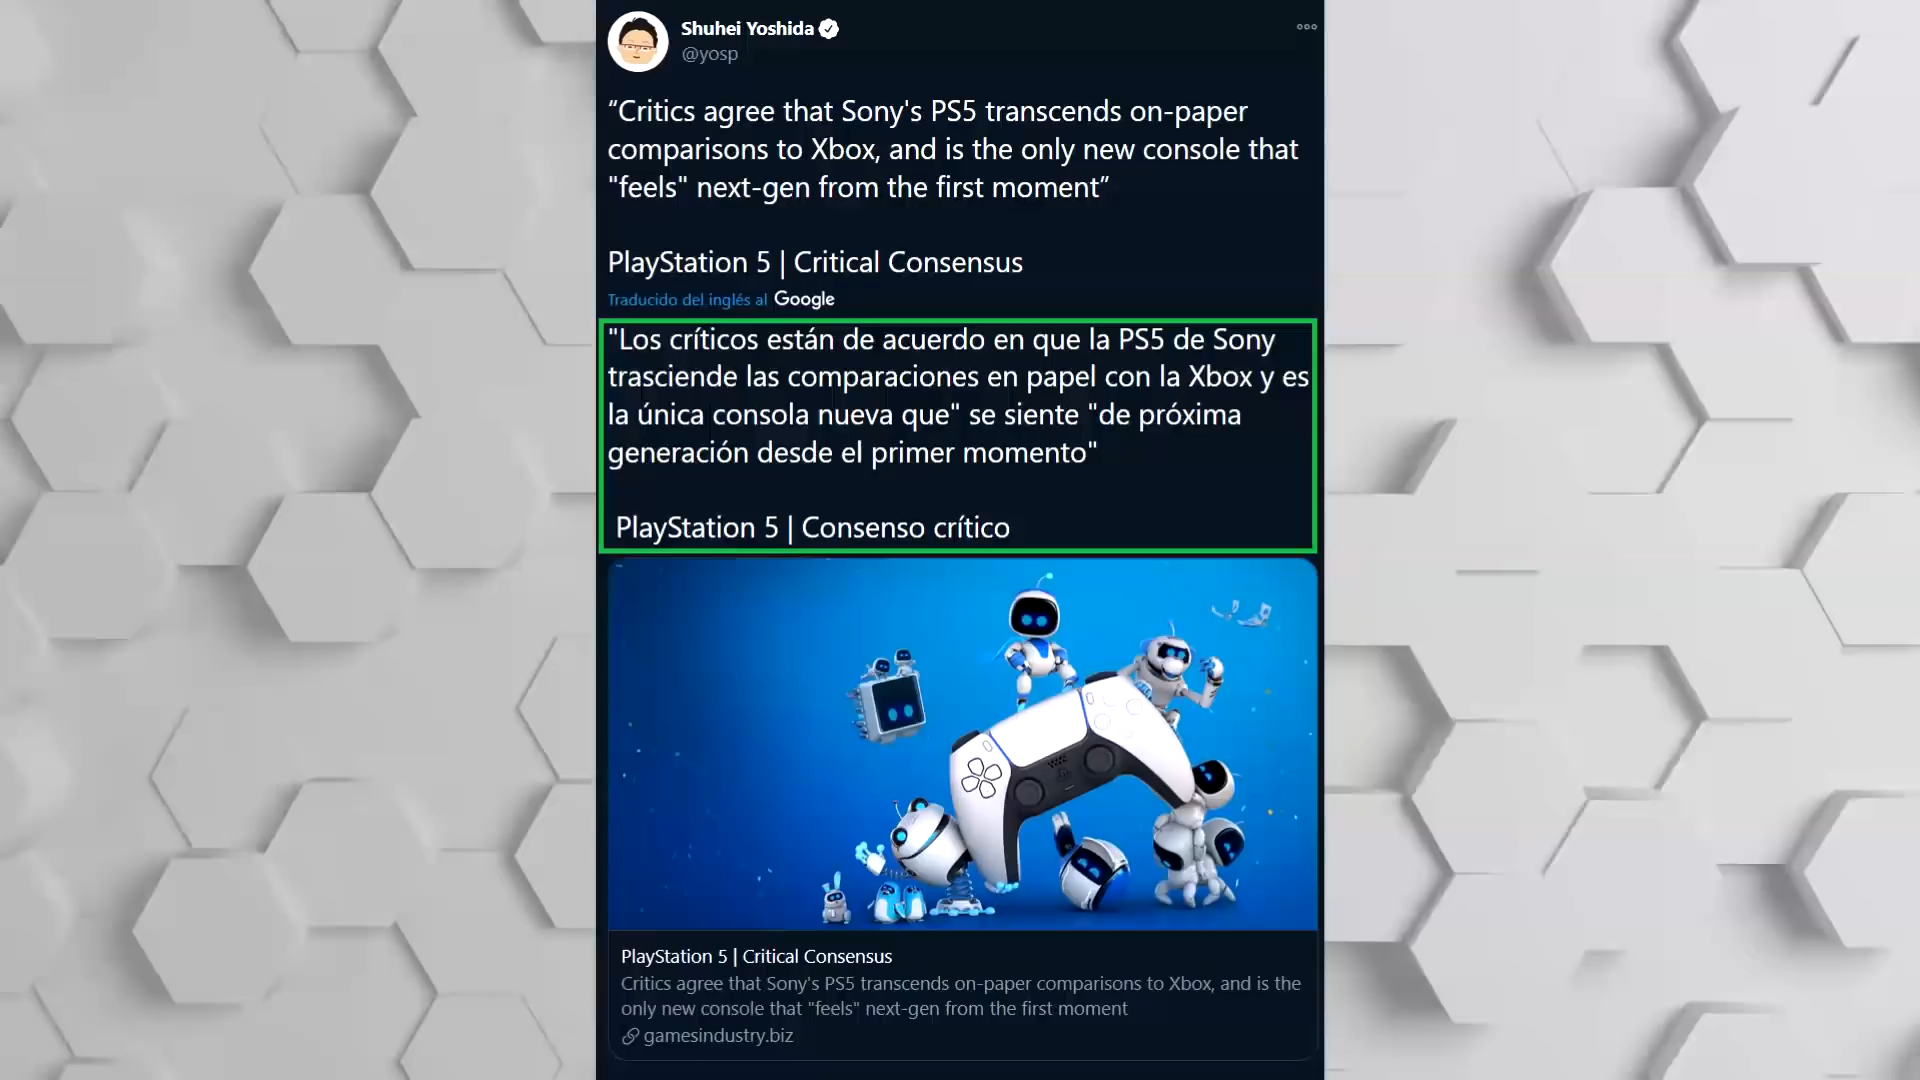 Shuhei Yoshida
@yosp
“Critics agree that Sony's PS5 transcends on-paper
comparisons to Xbox, and is the only new console that
"feels" next-gen from the first moment”
PlayStation 5 | Critical Consensus
Traducido del inglés al Google
"Los críticos están de acuerdo en que la PS5 de Sony
trasciende las comparaciones en papel con la Xbox y es
la única consola nueva que" se siente "de próxima
generación desde el primer momento"
PlayStation 5 | Consenso crítico
PlayStation 5 | Critical Consensus
Critics agree that Sony's PS5 transcends on-paper comparisons to Xbox, and is the
only new console that "feels" next-gen from the first moment
gamesindustry.biz